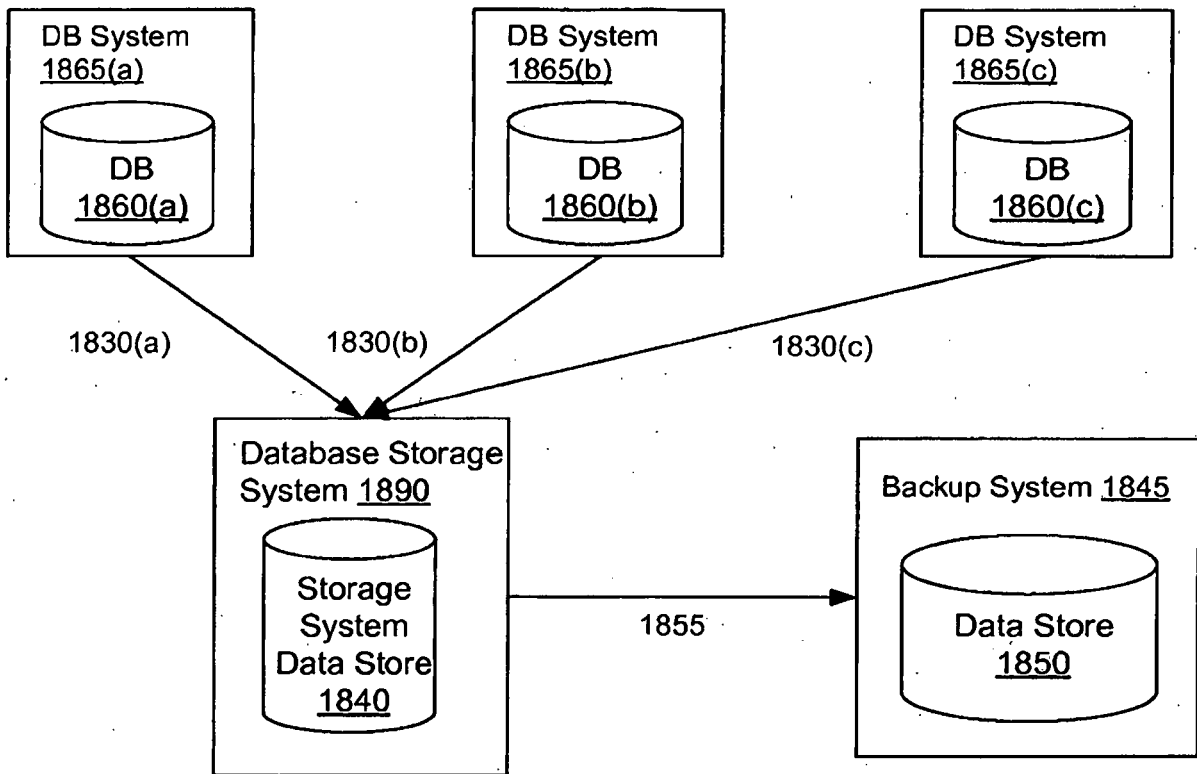 DB System
1865(a)
DB
1860(a)
DB System
1865(b)
DB
1860(b)
DB System
1865(c)
DB
1860(c)
1830(a)
1830(b)
1830(c)
Database Storage
System 1890
Storage
System
Data Store
1840
1855
Backup System 1845
Data Store
1850